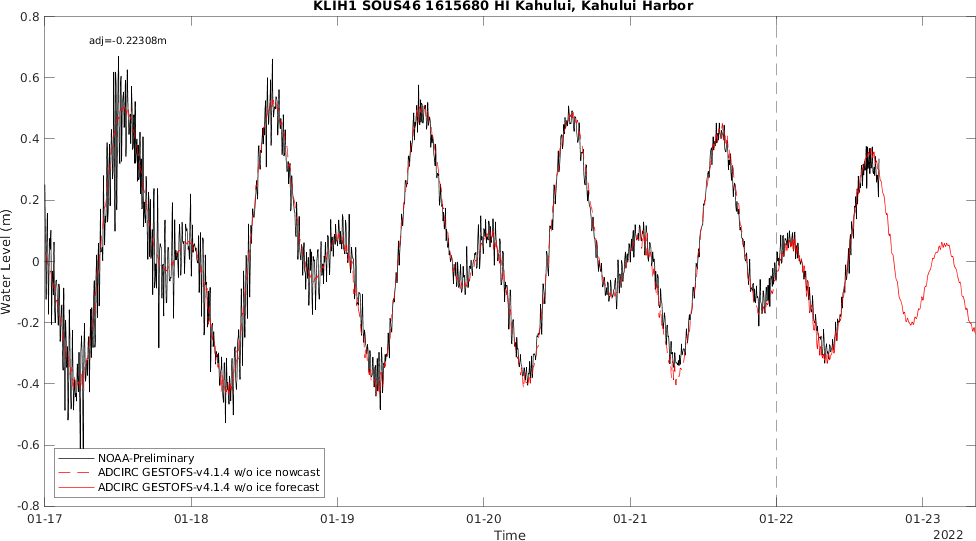 KLIH1 SOUS46 1615680 HI Kahului, Kahului Harbor
adj=-0.22308m
0.8
0.6
0.4
0.2
0
-0.2
-0.4
-0.6
-0.8
Water Level (m)
NOAA-Preliminary
ADCIRC GESTOFS-v4.1.4 w/o ice nowcast
ADCIRC GESTOFS-v4.1.4 w/o ice forecast
01-17 01-18 01-19 01-20 01-21 01-22 01-23
Time
2022